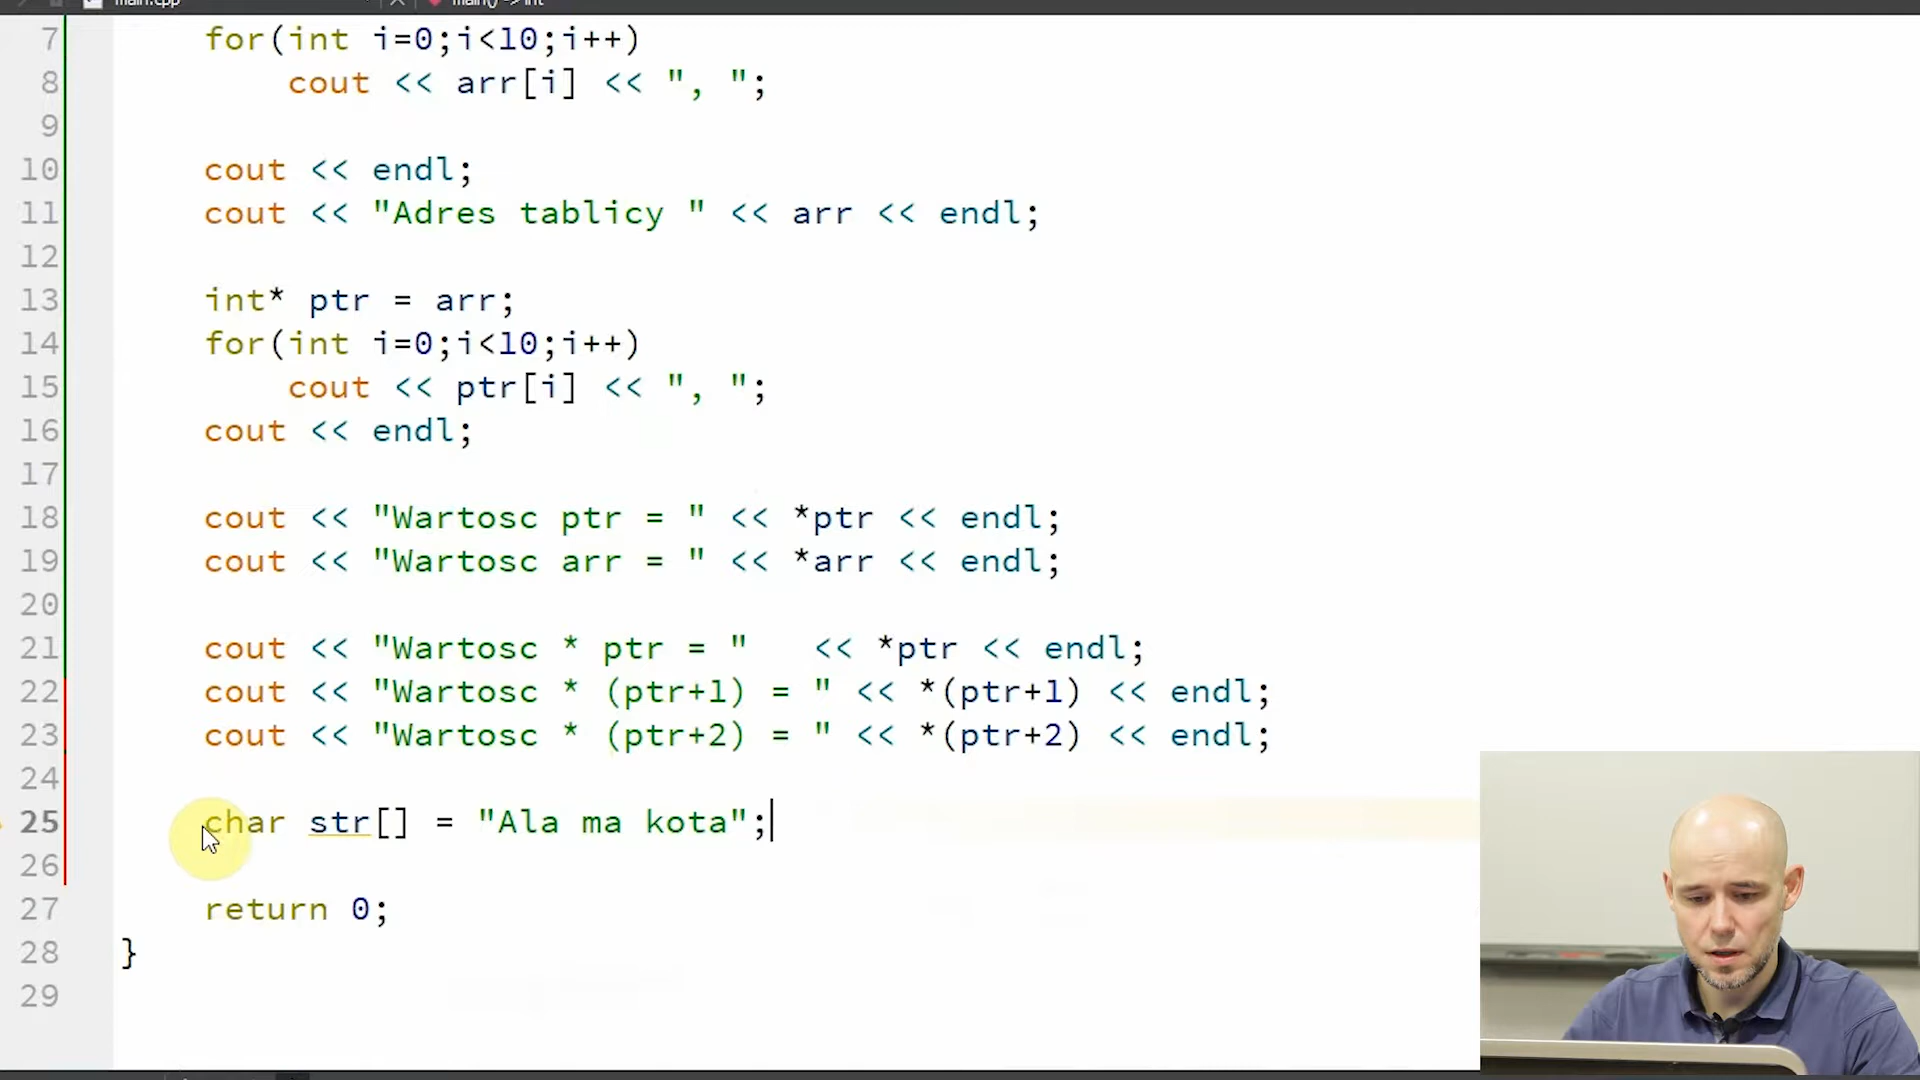 main.cpp
main() -> int
7 for(int i=0;i<10;i++)
8 cout << arr[i] << ", ";
9
10 cout << endl;
11 cout << "Adres tablicy " << arr << endl;
12
13 int* ptr = arr;
14 for(int i=0;i<10;i++)
15 cout << ptr[i] << ", ";
16 cout << endl;
17
18 cout << "Wartosc ptr = " << *ptr << endl;
19 cout << "Wartosc arr = " << *arr << endl;
20
21 cout << "Wartosc * ptr = "   << *ptr << endl;
22 cout << "Wartosc * (ptr+1) = " << *(ptr+1) << endl;
23 cout << "Wartosc * (ptr+2) = " << *(ptr+2) << endl;
24
25 char str[] = "Ala ma kota";
26
27 return 0;
28 }
29